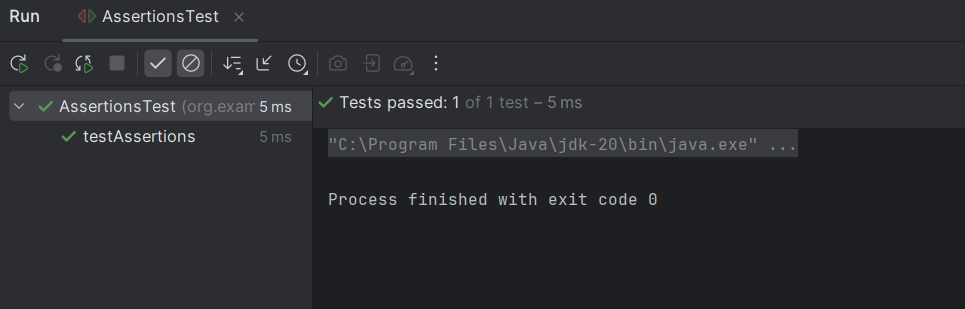 Run AssertionsTest
AssertionsTest (org.exam 5 ms
testAssertions 5 ms
Tests passed: 1 of 1 test – 5 ms
"C:\Program Files\Java\jdk-20\bin\java.exe" ...
Process finished with exit code 0